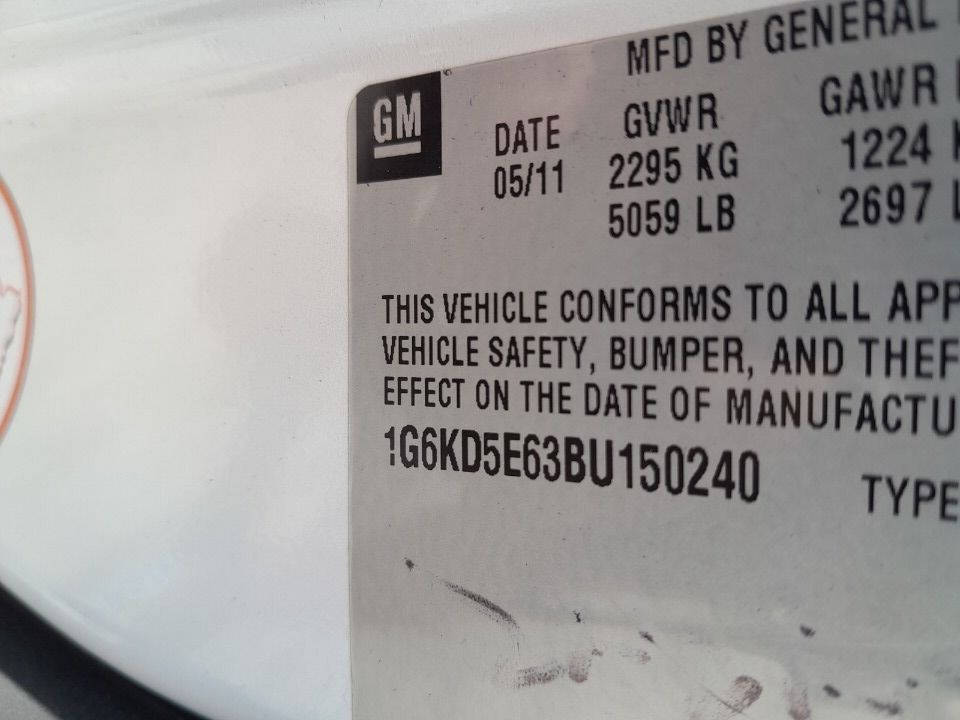 MFD BY GENERAL
GM
DATE GVWR GAWR
05/11 2295 KG 1224
5059 LB 2697
THIS VEHICLE CONFORMS TO ALL
VEHICLE SAFETY, BUMPER, AND
EFFECT ON THE DATE OF
1G6KD5E63BU150240 TYPE